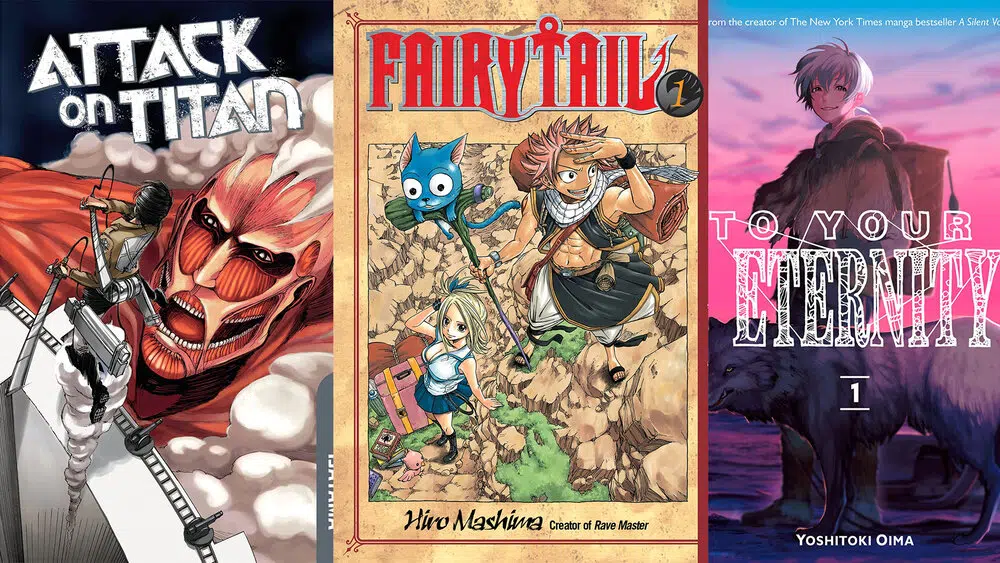 ATTACK
on TITAN
FAIRY TAIL
1
Hiro Mashima Creator of Rave Master
rom the creator of The New York Times manga bestseller A Silent Vo
TO YOUR
ETERNITY
1
YOSHITOKI OIMA